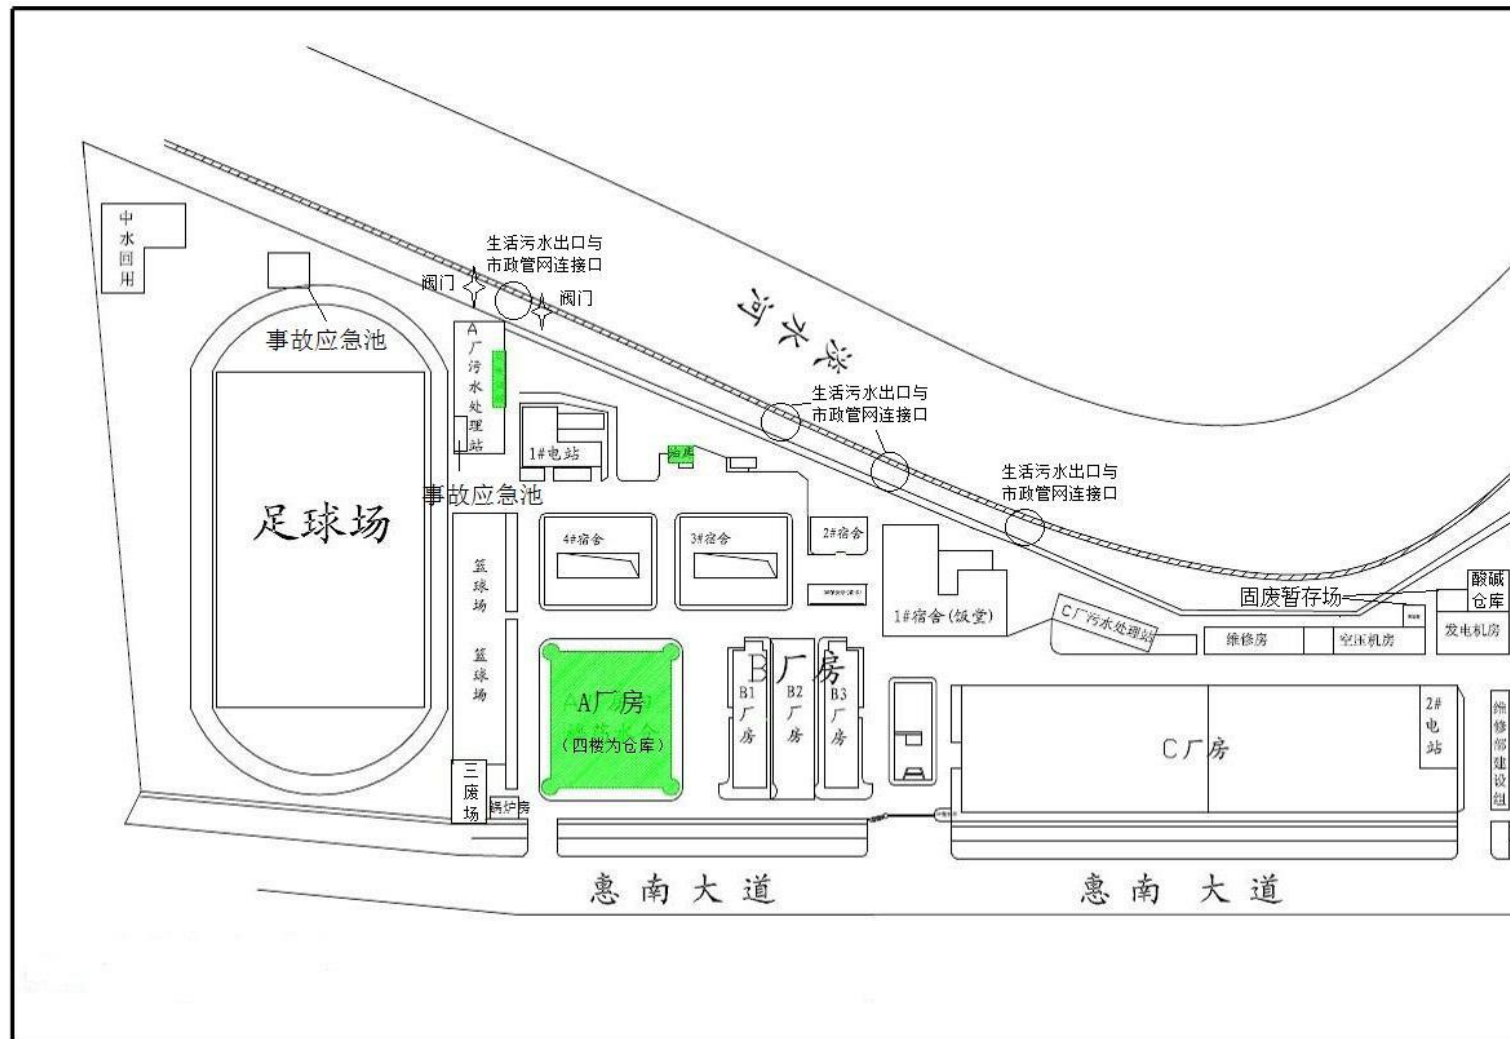 中水回用
生活污水出口与
市政管网连接口
阀门
阀门
事故应急池
A厂污水处理站
淡水河
生活污水出口与
市政管网连接口
1#电站
油库
生活污水出口与
市政管网连接口
事故应急池
足球场
4#宿舍
3#宿舍
2#宿舍
篮球场
1#宿舍(饭堂)
C厂污水处理站
固废暂存场
酸碱
仓库
维修房
空压机房
发电机房
篮球场
A厂房
(四楼为仓库)
B厂房
B1厂房
B2厂房
B3厂房
C厂房
2#电站
维修部建设组
三废场
锅炉房
惠南大道
惠南大道